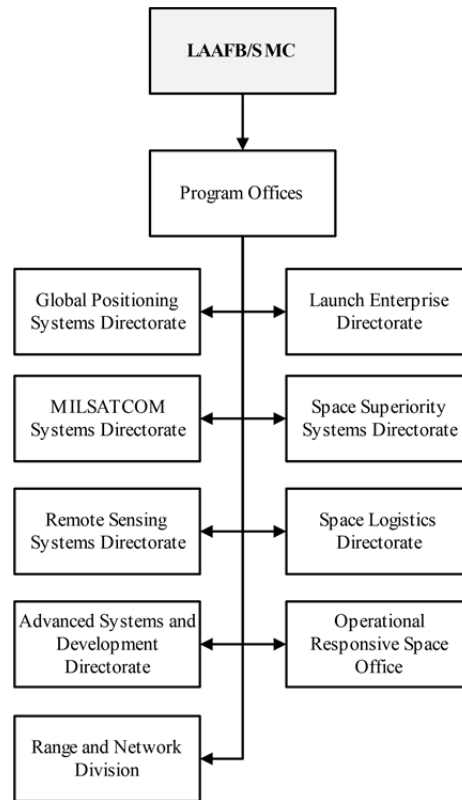 LAAFB/SMC
Program Offices
Global Positioning
Systems Directorate
Launch Enterprise
Directorate
MILSATCOM
Systems Directorate
Space Superiority
Systems Directorate
Remote Sensing
Systems Directorate
Space Logistics
Directorate
Advanced Systems and
Development
Directorate
Operational
Responsive Space
Office
Range and Network
Division